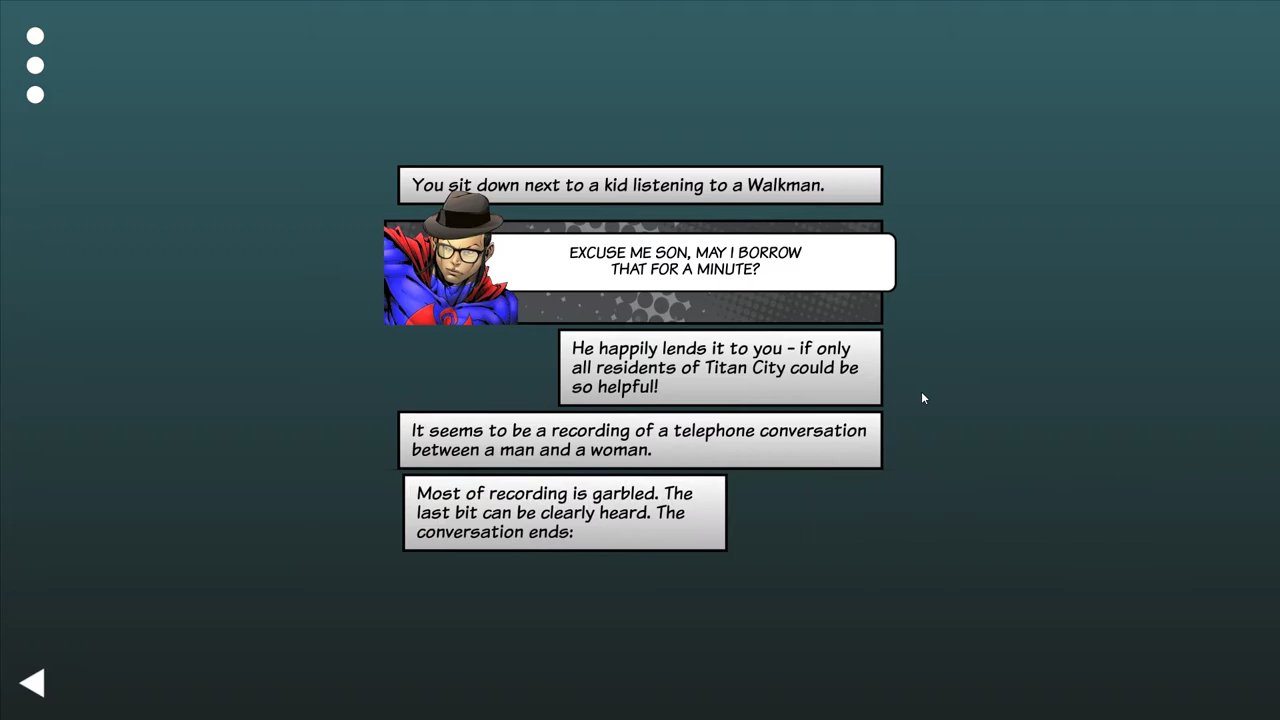 You sit down next to a kid listening to a Walkman.
EXCUSE ME SON, MAY I BORROW
THAT FOR A MINUTE?
He happily lends it to you - if only
all residents of Titan City could be
so helpful!
It seems to be a recording of a telephone conversation
between a man and a woman.
Most of recording is garbled. The
last bit can be clearly heard. The
conversation ends: